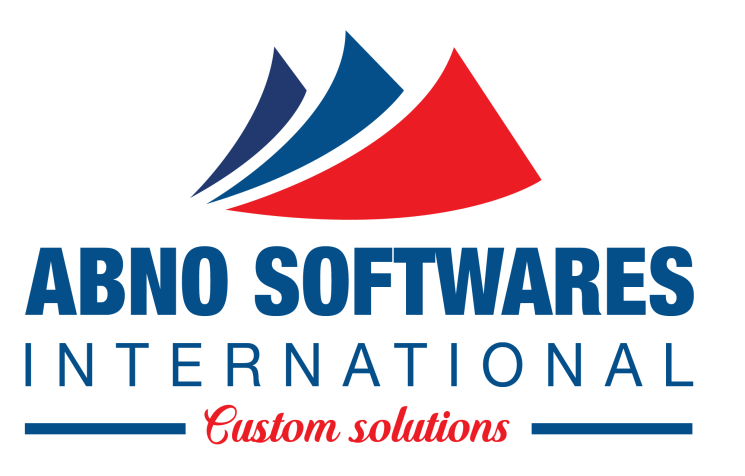 ABNO SOFTWARES
INTERNATIONAL
Custom solutions